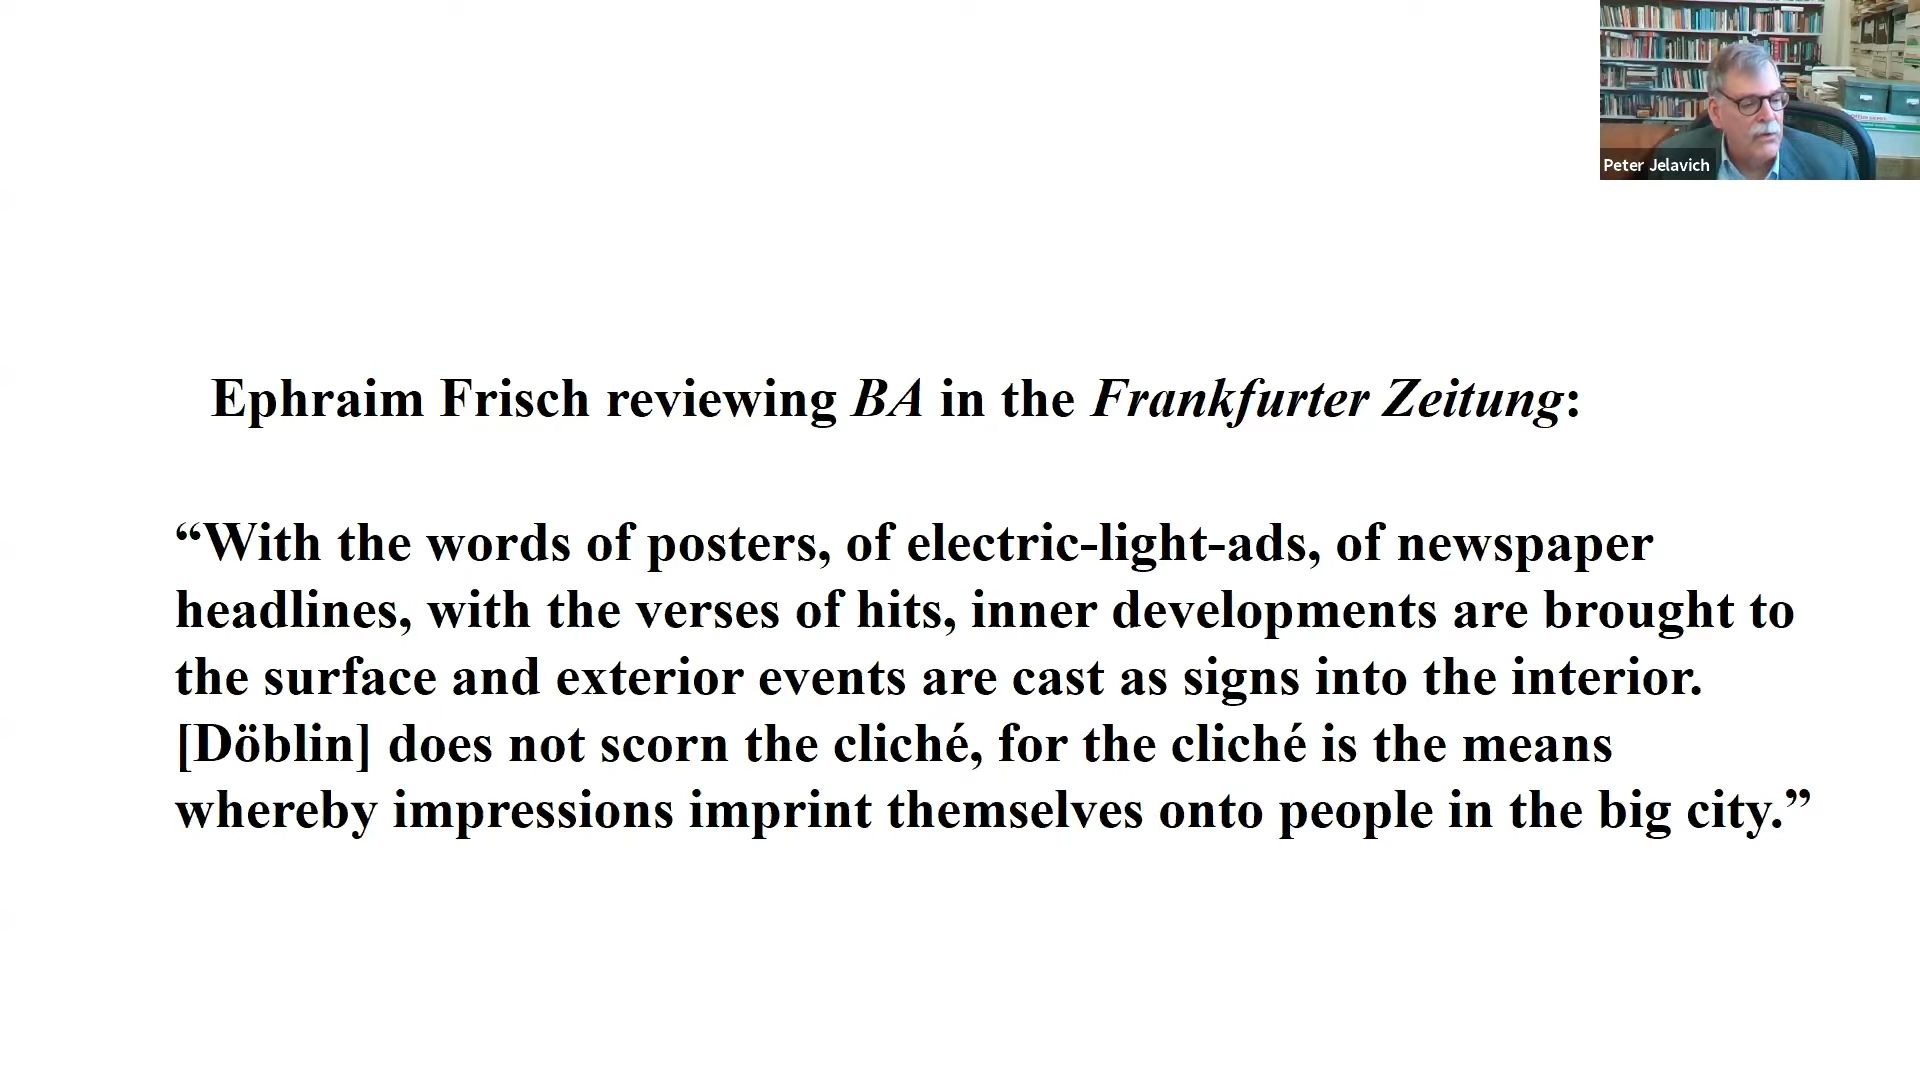 Peter Jelavich
Ephraim Frisch reviewing BA in the Frankfurter Zeitung:
“With the words of posters, of electric-light-ads, of newspaper
headlines, with the verses of hits, inner developments are brought to
the surface and exterior events are cast as signs into the interior.
[Döblin] does not scorn the cliché, for the cliché is the means
whereby impressions imprint themselves onto people in the big city.”